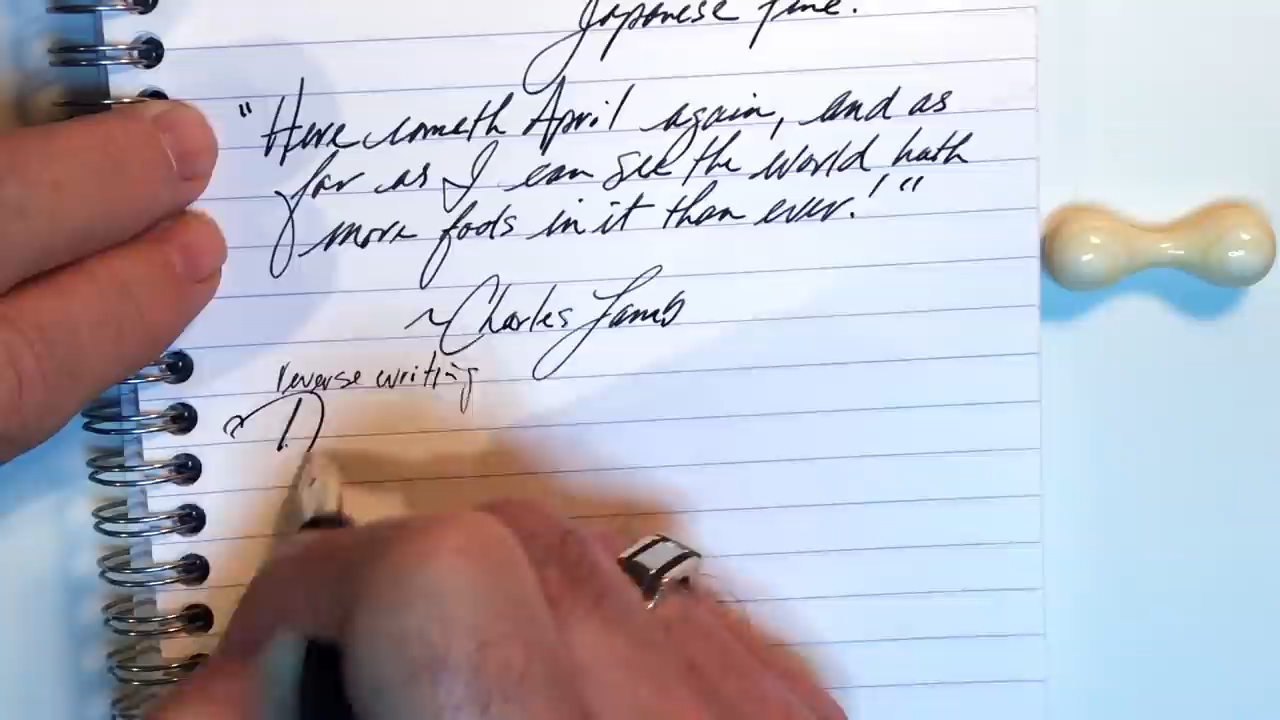 Japanese fine.
"Here cometh April again, and as
far as I can see the world hath
more fools in it than ever!"
~Charles Lamb
reverse writing